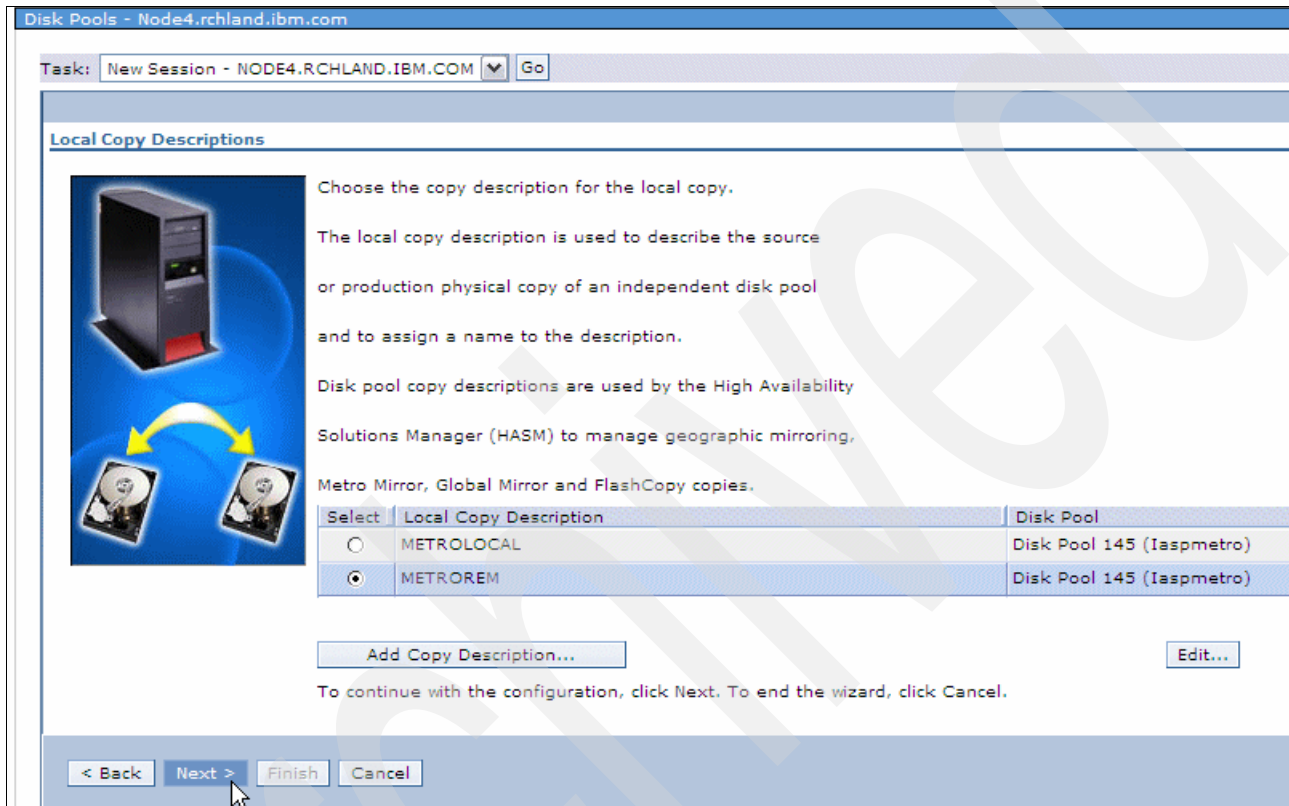 Disk Pools - Node4.rchland.ibm.com
Task: New Session - NODE4.RCHLAND.IBM.COM Go
Local Copy Descriptions
Choose the copy description for the local copy.
The local copy description is used to describe the source
or production physical copy of an independent disk pool
and to assign a name to the description.
Disk pool copy descriptions are used by the High Availability
Solutions Manager (HASM) to manage geographic mirroring,
Metro Mirror, Global Mirror and FlashCopy copies.
Select Local Copy Description Disk Pool
METROLOCAL Disk Pool 145 (Iaspmetro)
METROREM Disk Pool 145 (Iaspmetro)
Add Copy Description... Edit...
To continue with the configuration, click Next. To end the wizard, click Cancel.
< Back Next > Finish Cancel